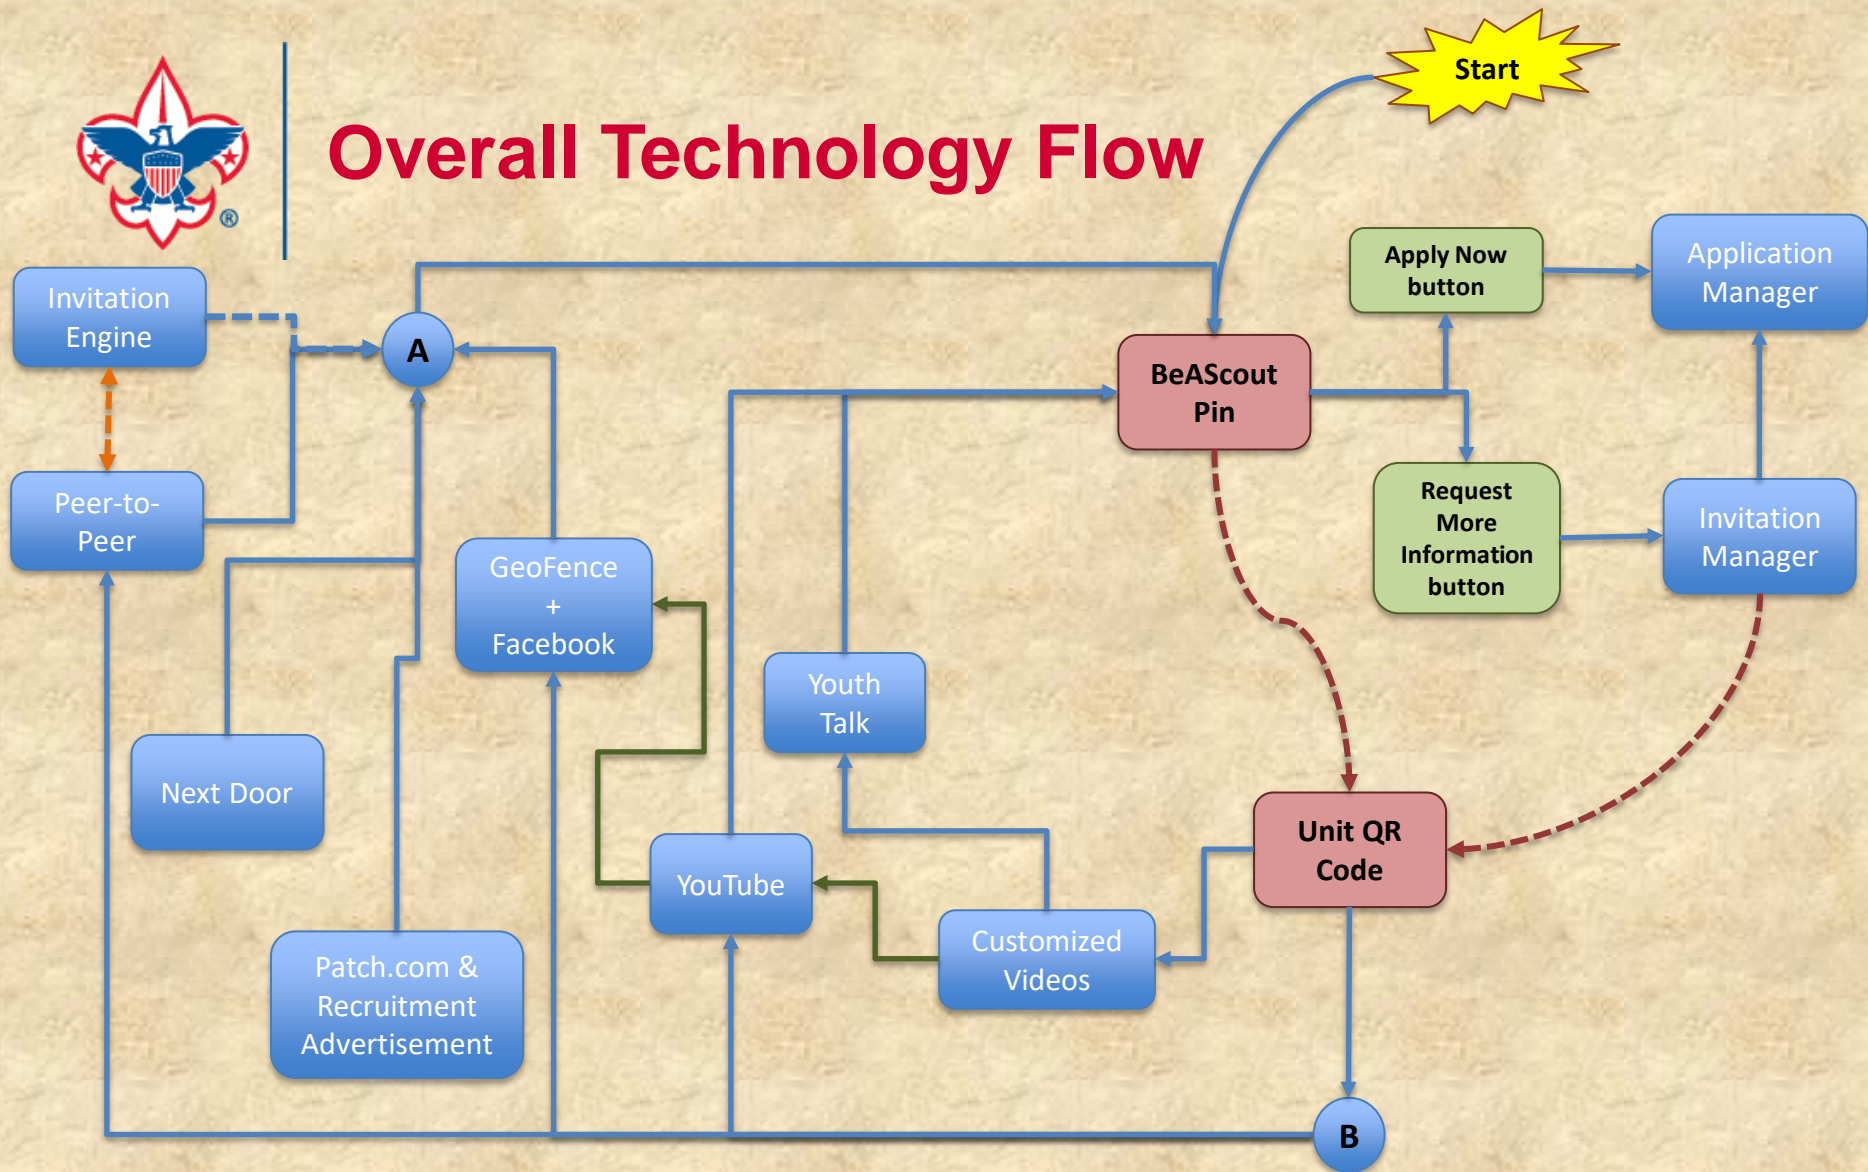 Start
Overall Technology Flow
®
Apply Now
button
Application
Manager
Invitation
Engine
A
BeAScout
Pin
Peer-to-
Peer
Request
More
Information
button
Invitation
Manager
GeoFence
+
Facebook
Youth
Talk
Next Door
Unit QR
Code
YouTube
Customized
Videos
Patch.com &
Recruitment
Advertisement
B